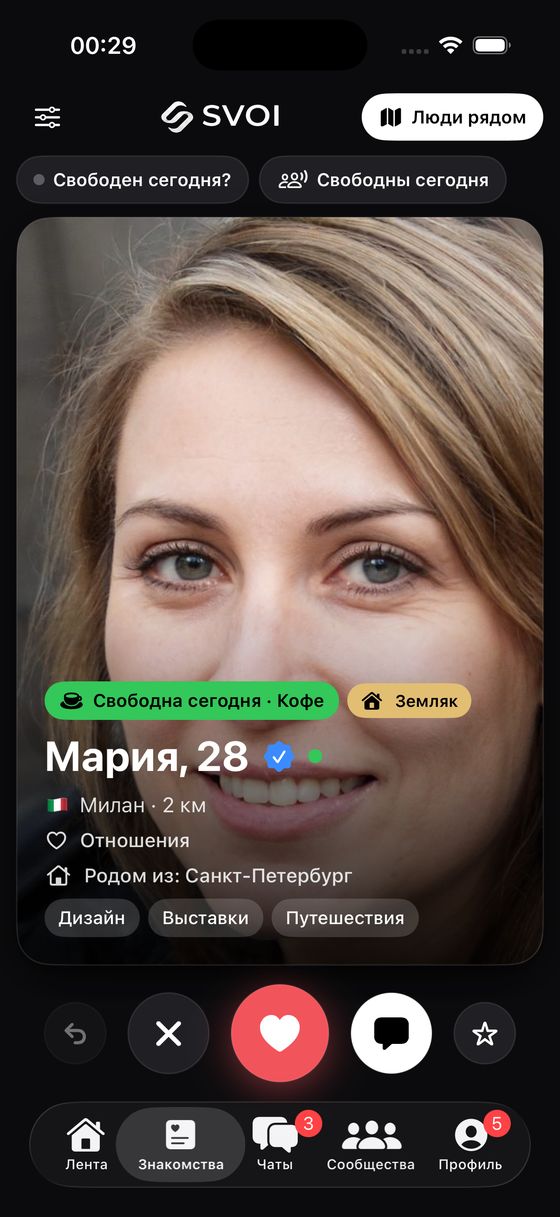 00:29
SVOI
Люди рядом
Свободен сегодня?
Свободны сегодня
Свободна сегодня · Кофе
Земляк
Мария, 28
Милан · 2 км
Отношения
Родом из: Санкт-Петербург
Дизайн
Выставки
Путешествия
3
5
Лента
Знакомства
Чаты
Сообщества
Профиль